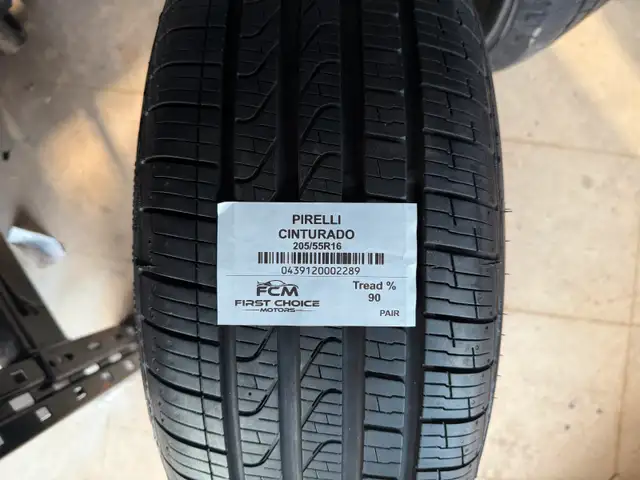 PIRELLI
CINTURADO
205/55R16
0439120002289
FCM
FIRST CHOICE
MOTORS
Tread %
90
PAIR